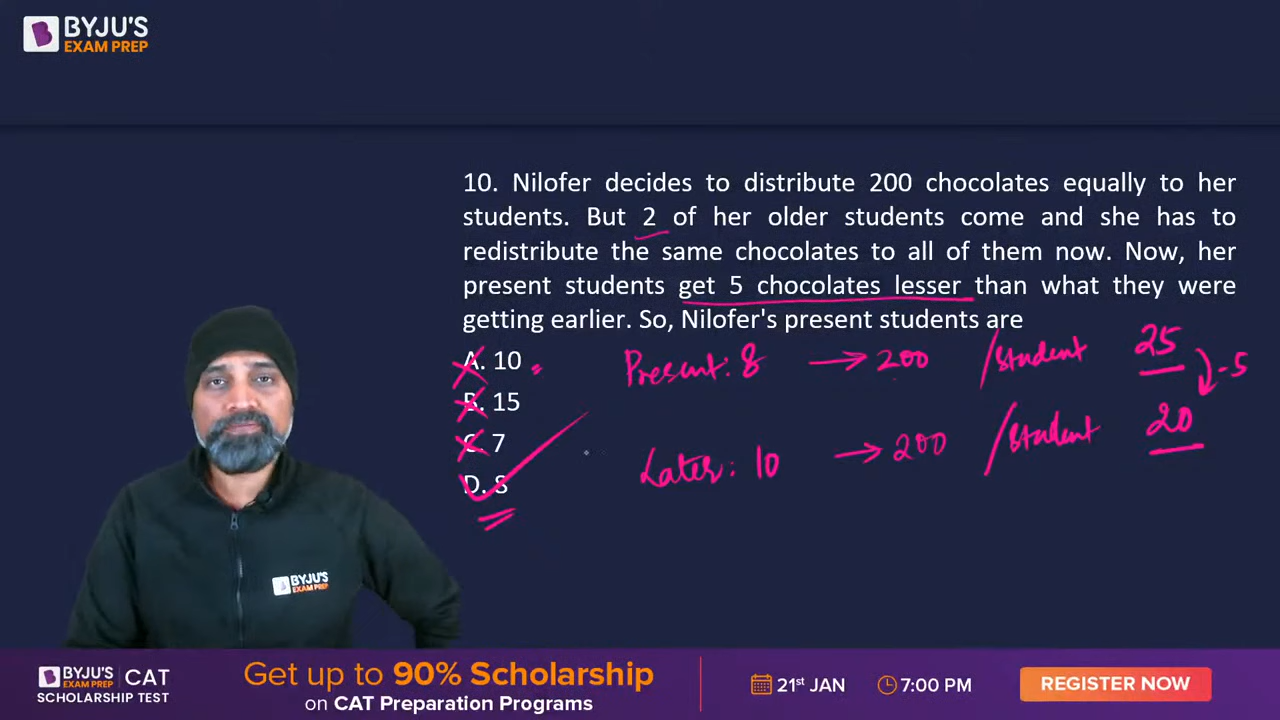 BYJU'S
EXAM PREP
10. Nilofer decides to distribute 200 chocolates equally to her
students. But 2 of her older students come and she has to
redistribute the same chocolates to all of them now. Now, her
present students get 5 chocolates lesser than what they were
getting earlier. So, Nilofer's present students are
A. 10
B. 15
C. 7
D. 8
Present: 8 → 200 /student 25
-5
Later: 10 → 200 /student 20
BYJU'S
EXAM PREP
BYJU'S
EXAM PREP
CAT
SCHOLARSHIP TEST
Get up to 90% Scholarship
on CAT Preparation Programs
21st JAN
7:00 PM
REGISTER NOW